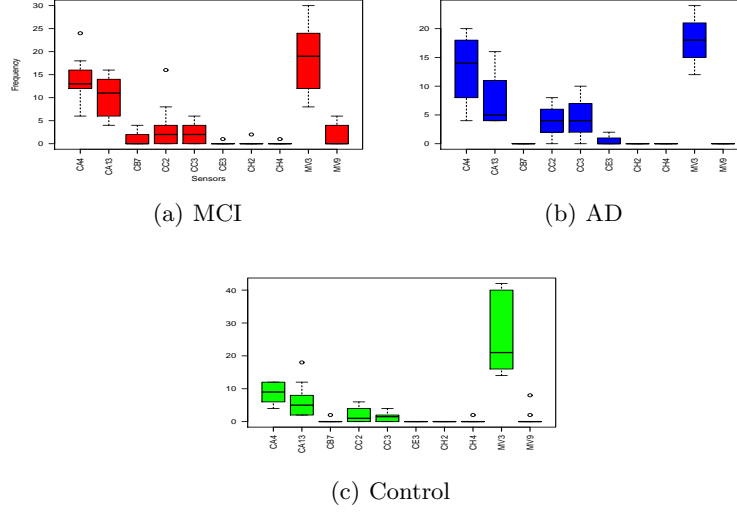 30
25
20
15
10
5
0
Frequency
CA4 CA13 CB7 CC2 CC3 CE3 CH2 CH4 MV3 MV9
Sensors
(a) MCI
20
15
10
5
0
CA4 CA13 CB7 CC2 CC3 CE3 CH2 CH4 MV3 MV9
(b) AD
40
30
20
10
0
CA4 CA13 CB7 CC2 CC3 CE3 CH2 CH4 MV3 MV9
(c) Control